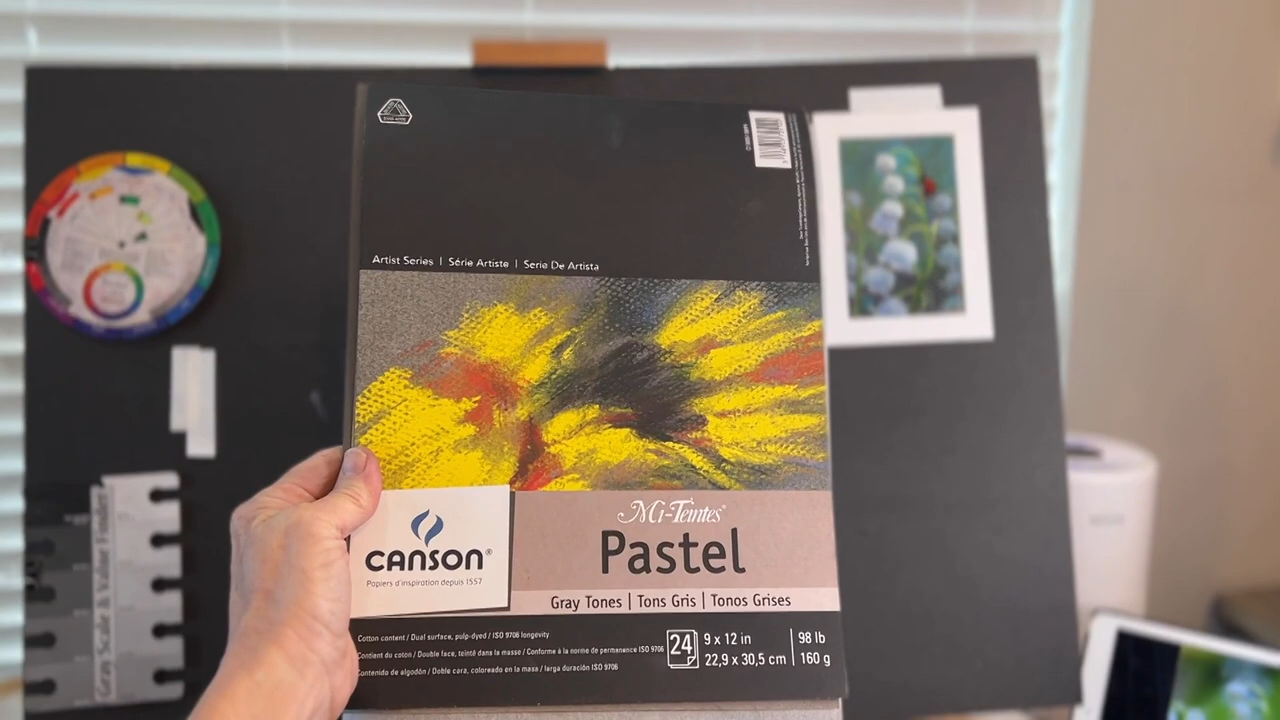 Artist Series | Série Artiste | Serie De Artista
Mi-Teintes®
Pastel
CANSON®
Papiers d'inspiration depuis 1557
Gray Tones | Tons Gris | Tonos Grises
Cotton content / Dual surface, pulp-dyed / ISO 9706 longevity
Contient du coton / Double face, teinté dans la masse / Conforme à la norme de permanence ISO 9706
Contenido de algodón / Doble cara, coloreado en la masa / larga duración ISO 9706
24
9 x 12 in
22,9 x 30,5 cm
98 lb
160 g
Gray Scale & Value Finder